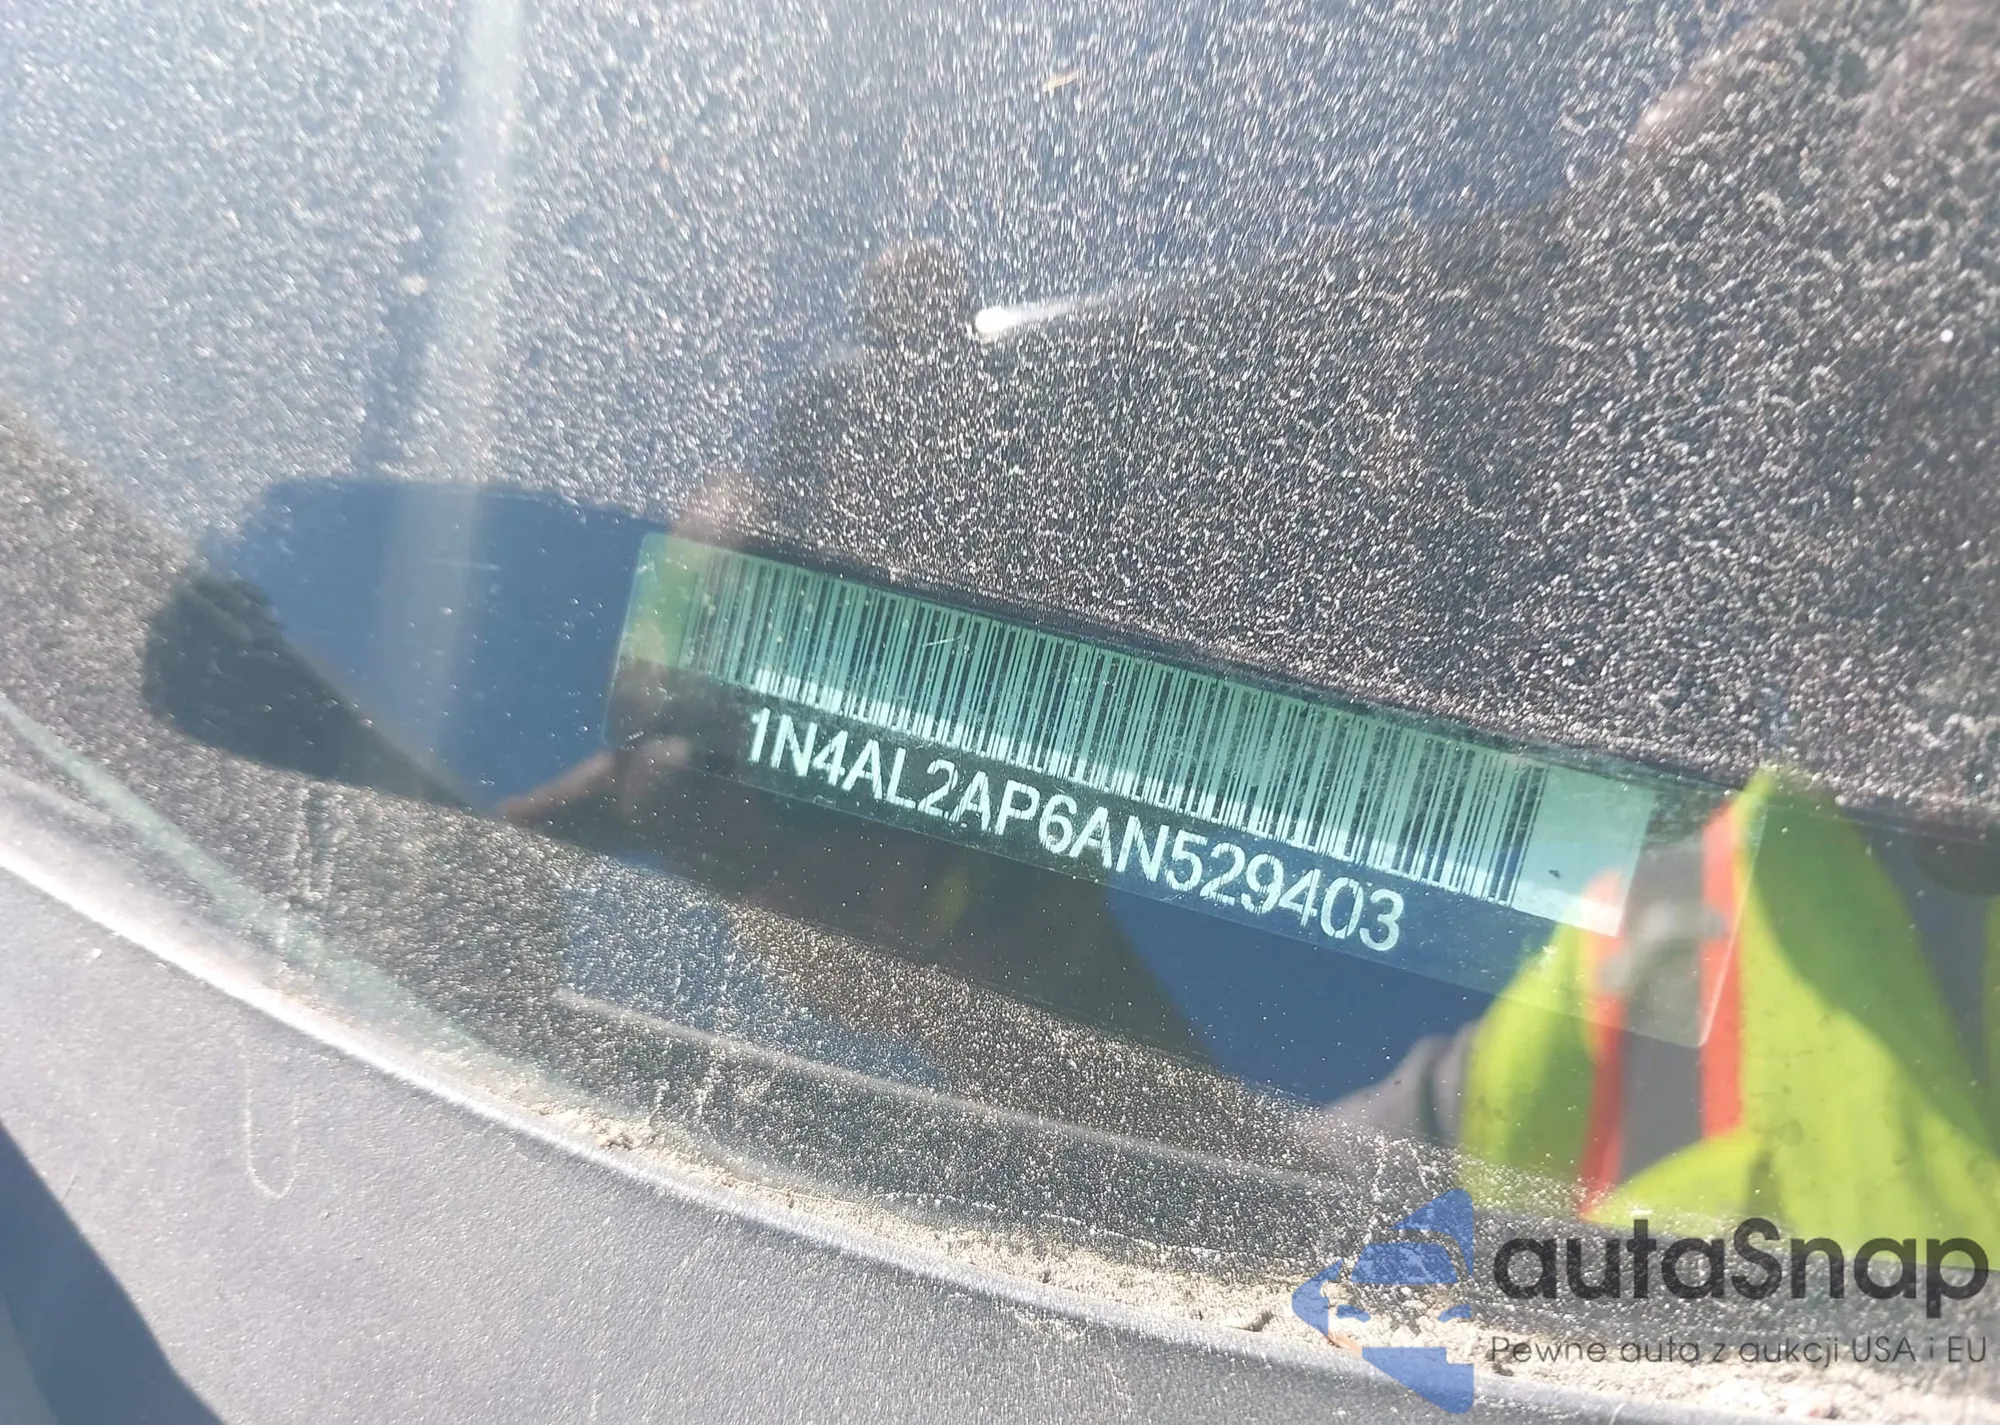 1N4AL2AP6AN529403
autaSnap
Pewne auta z aukcji USA i EU